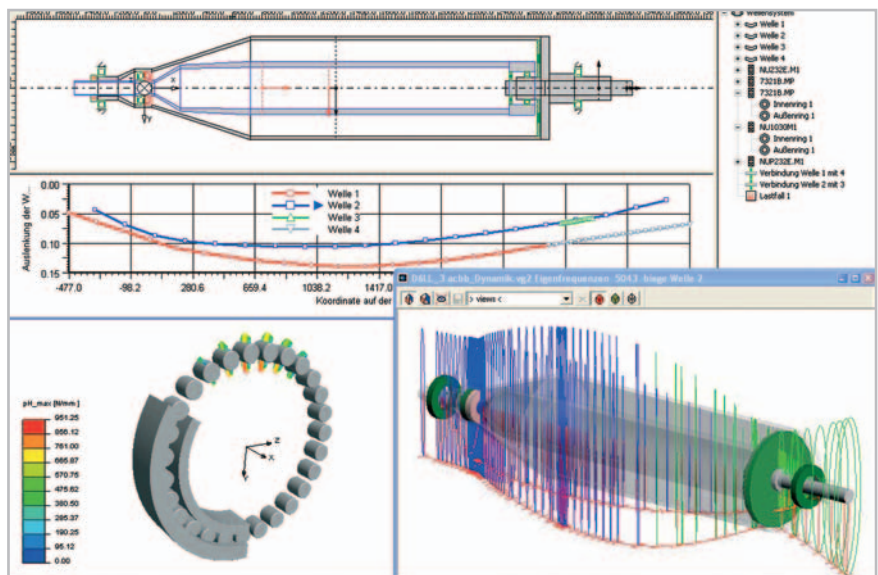 Wellensystem
Welle 1
Welle 2
Welle 3
Welle 4
NU232E.M1
7321B.MP
7321B.MP
Innenring 1
Außenring 1
NU1030M1
Innenring 1
Außenring 1
NUP232E.M1
Verbindung Welle 1 mit 4
Verbindung Welle 2 mit 3
Lastfall 1
X
Y
Auslenkung der W...
0.00
0.05
0.10
0.15
Welle 1
Welle 2
Welle 3
Welle 4
-477.0 -98.2 280.6 659.4 1038.2 1417.0
Koordinate auf der
Eigenfrequenzen
> views <
pH_max [N/mm
951.25
856.12
761.00
665.87
570.75
475.62
380.50
285.37
190.25
95.12
0.00
Z
X
Y